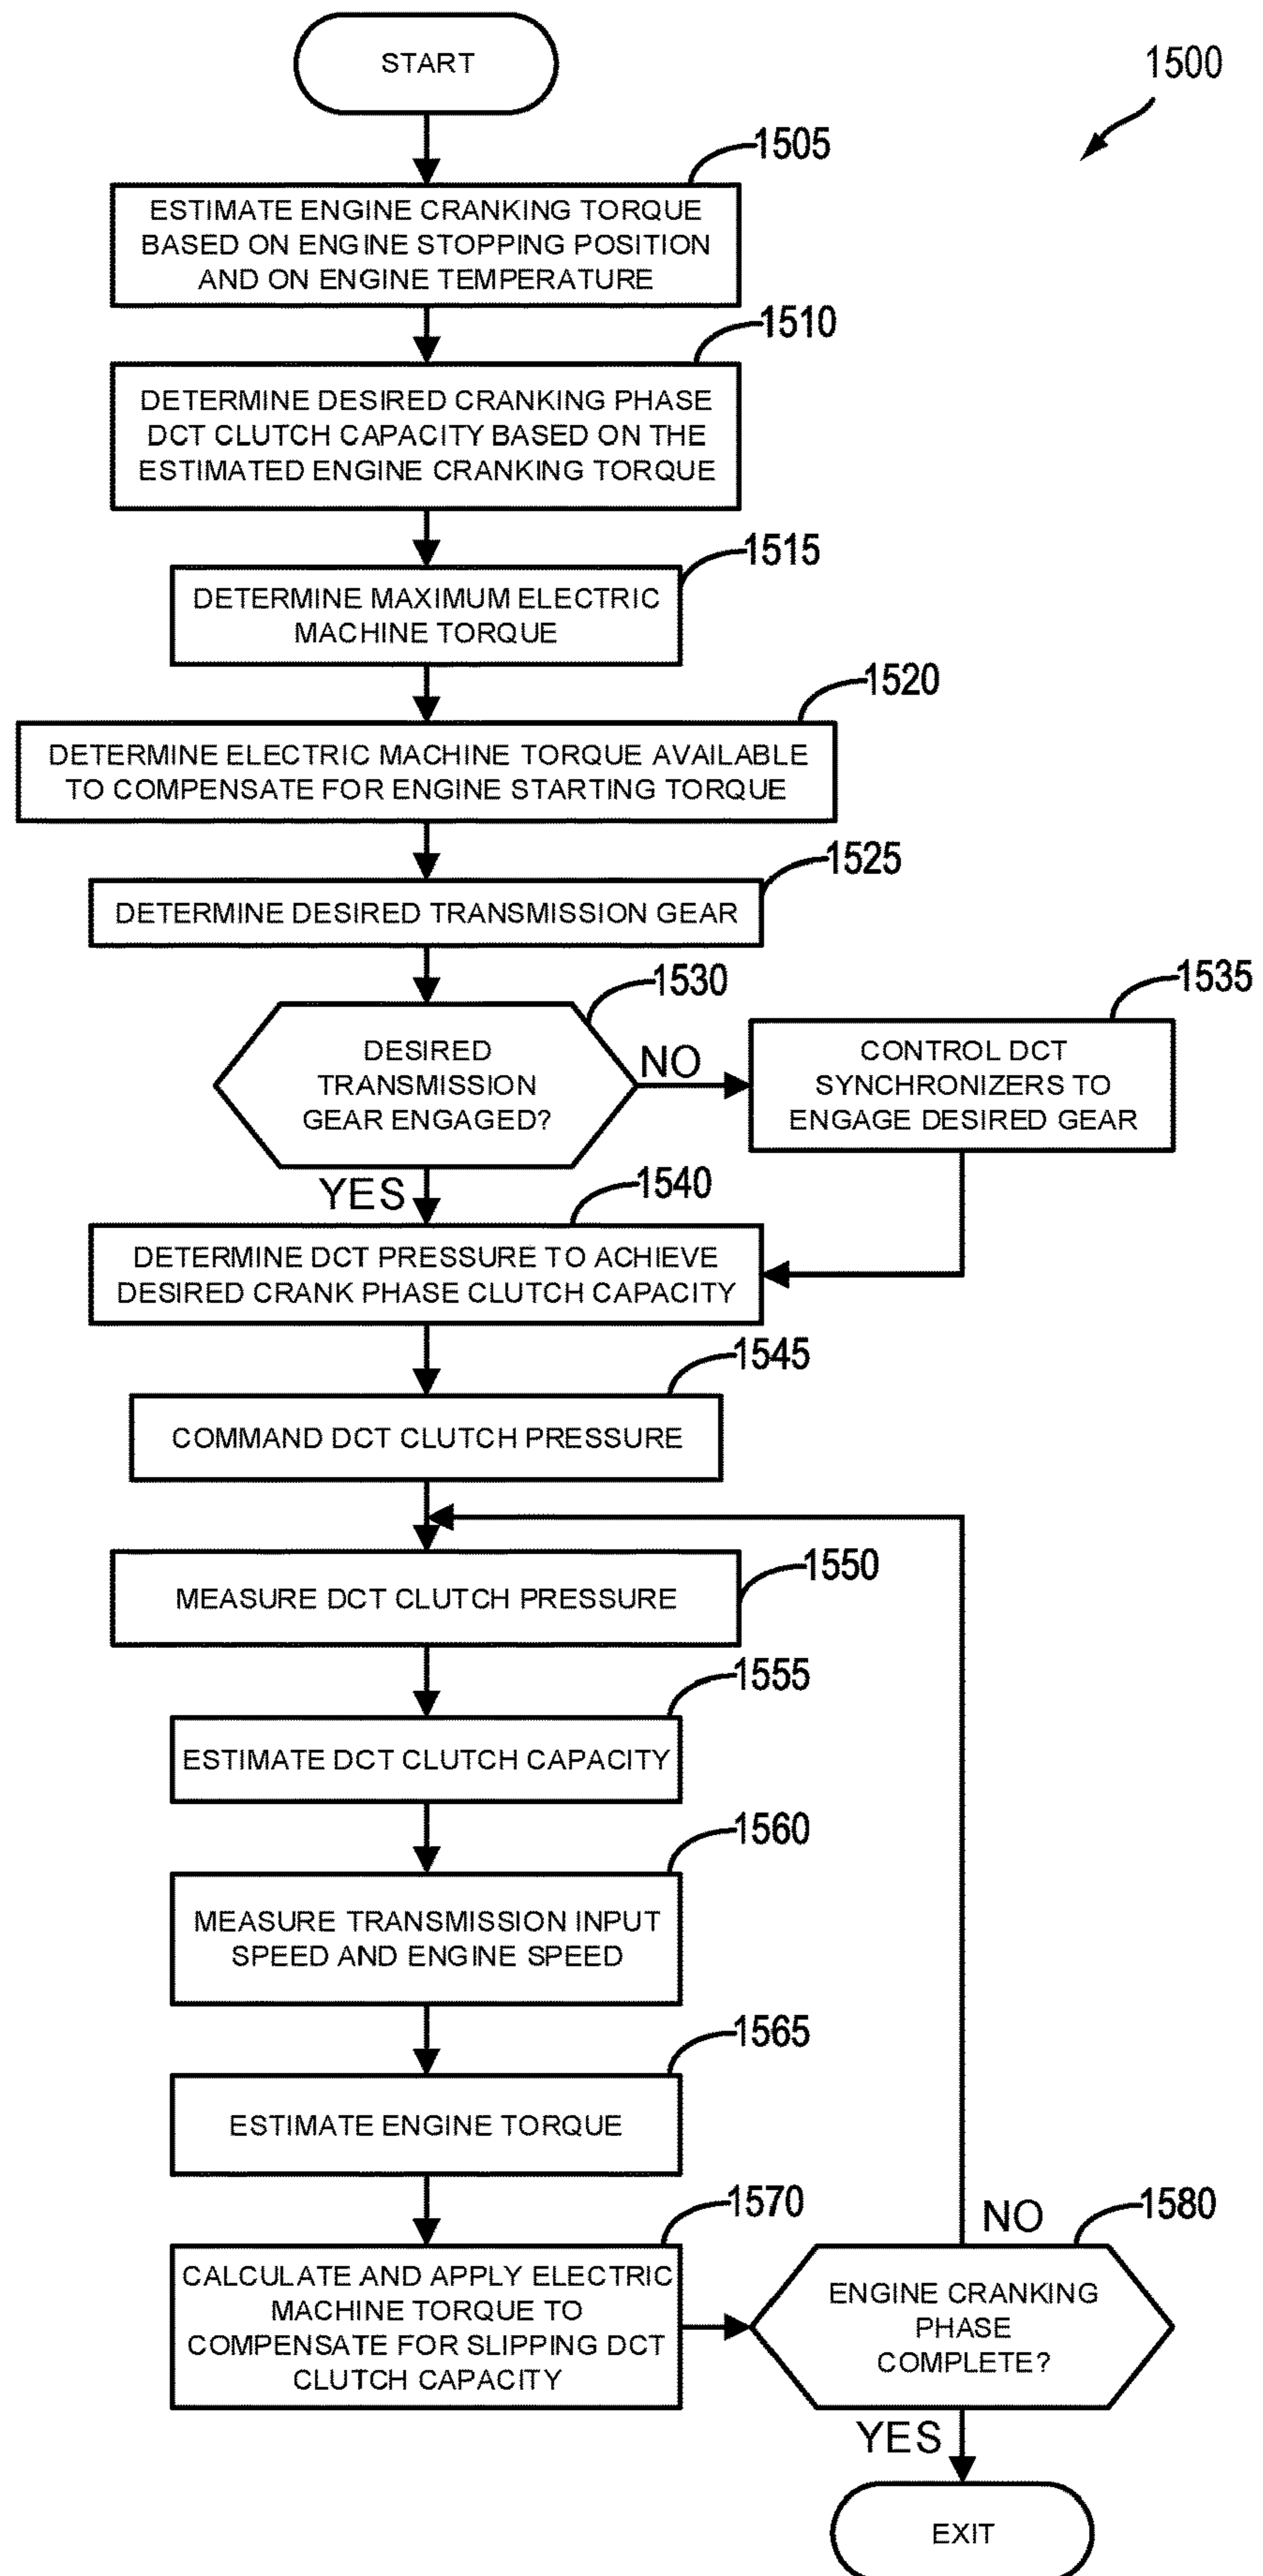 START
1500
1505
ESTIMATE ENGINE CRANKING TORQUE
BASED ON ENGINE STOPPING POSITION
AND ON ENGINE TEMPERATURE
1510
DETERMINE DESIRED CRANKING PHASE
DCT CLUTCH CAPACITY BASED ON THE
ESTIMATED ENGINE CRANKING TORQUE
1515
DETERMINE MAXIMUM ELECTRIC
MACHINE TORQUE
1520
DETERMINE ELECTRIC MACHINE TORQUE AVAILABLE
TO COMPENSATE FOR ENGINE STARTING TORQUE
1525
DETERMINE DESIRED TRANSMISSION GEAR
1530
DESIRED
TRANSMISSION
GEAR ENGAGED?
NO
1535
CONTROL DCT
SYNCHRONIZERS TO
ENGAGE DESIRED GEAR
YES
1540
DETERMINE DCT PRESSURE TO ACHIEVE
DESIRED CRANK PHASE CLUTCH CAPACITY
1545
COMMAND DCT CLUTCH PRESSURE
1550
MEASURE DCT CLUTCH PRESSURE
1555
ESTIMATE DCT CLUTCH CAPACITY
1560
MEASURE TRANSMISSION INPUT
SPEED AND ENGINE SPEED
1565
ESTIMATE ENGINE TORQUE
1570
CALCULATE AND APPLY ELECTRIC
MACHINE TORQUE TO
COMPENSATE FOR SLIPPING DCT
CLUTCH CAPACITY
NO
1580
ENGINE CRANKING
PHASE
COMPLETE?
YES
EXIT